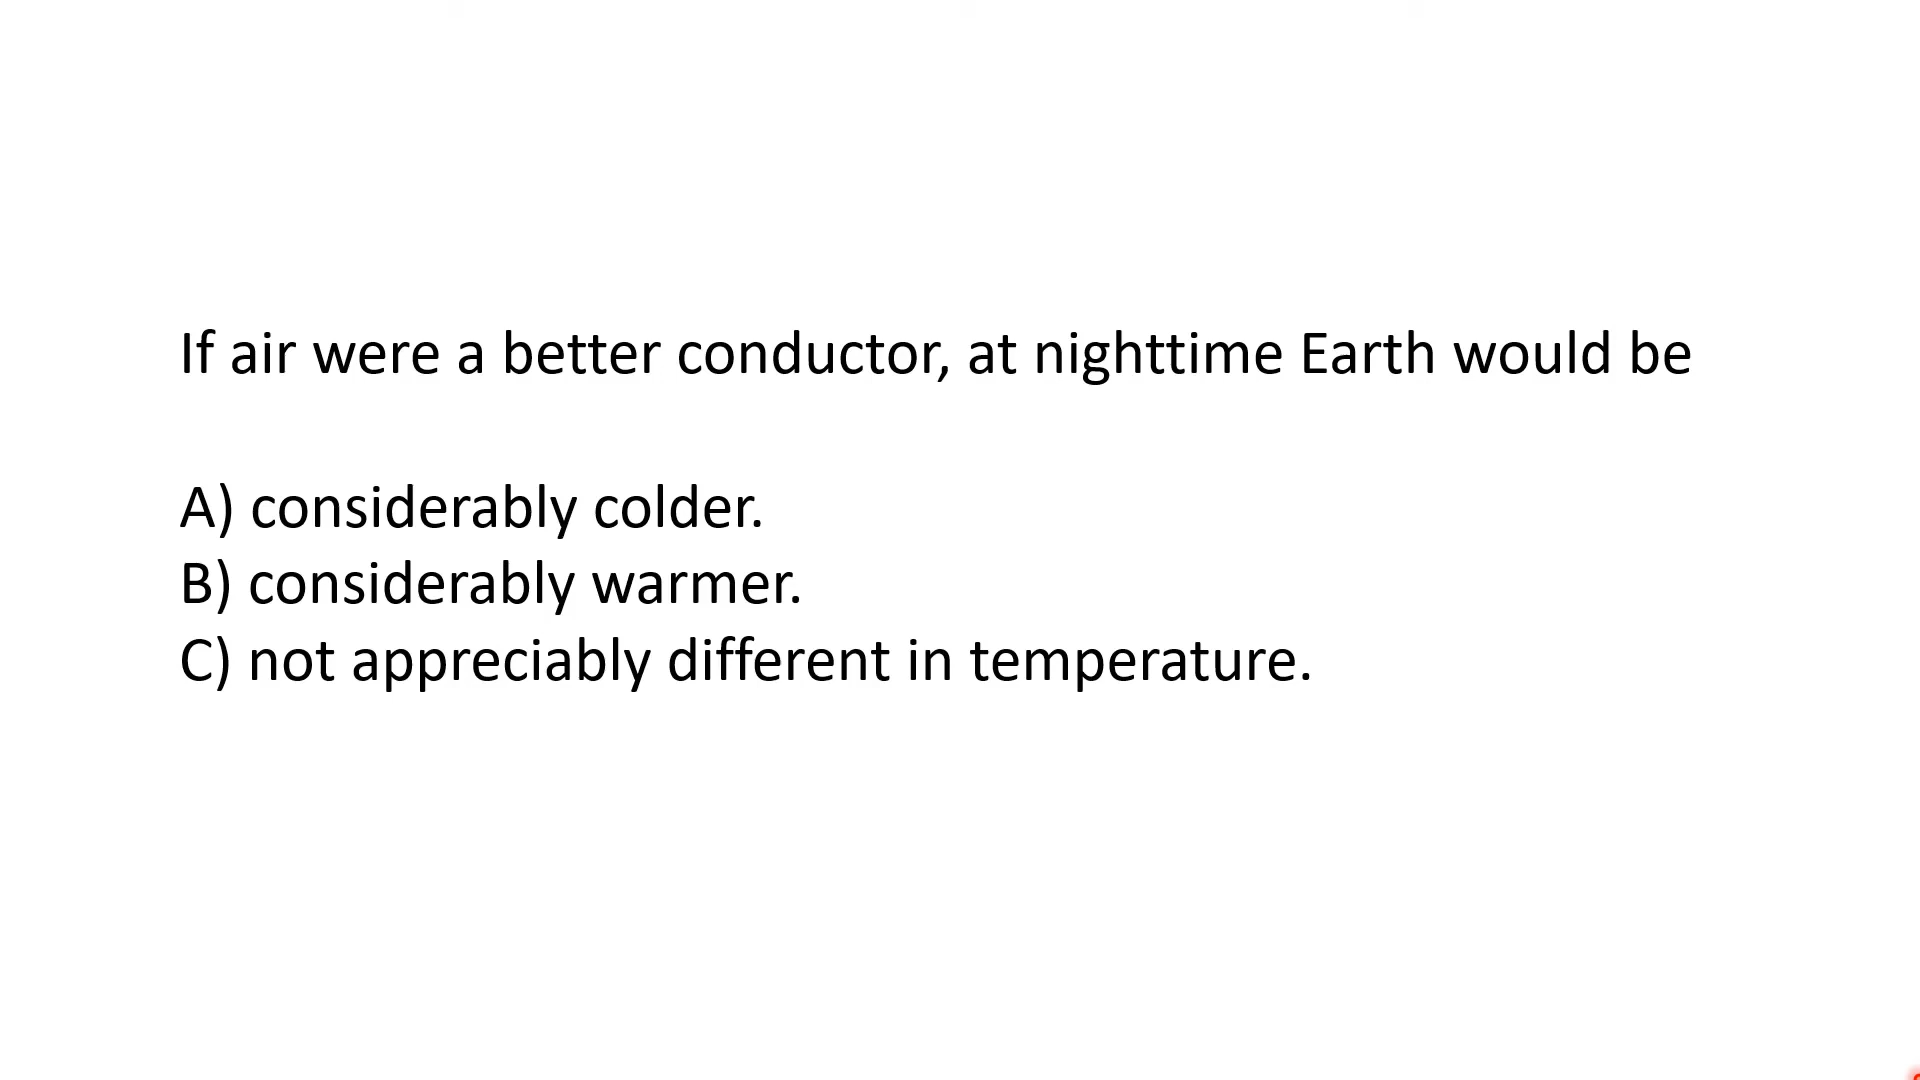 If air were a better conductor, at nighttime Earth would be
A) considerably colder.
B) considerably warmer.
C) not appreciably different in temperature.